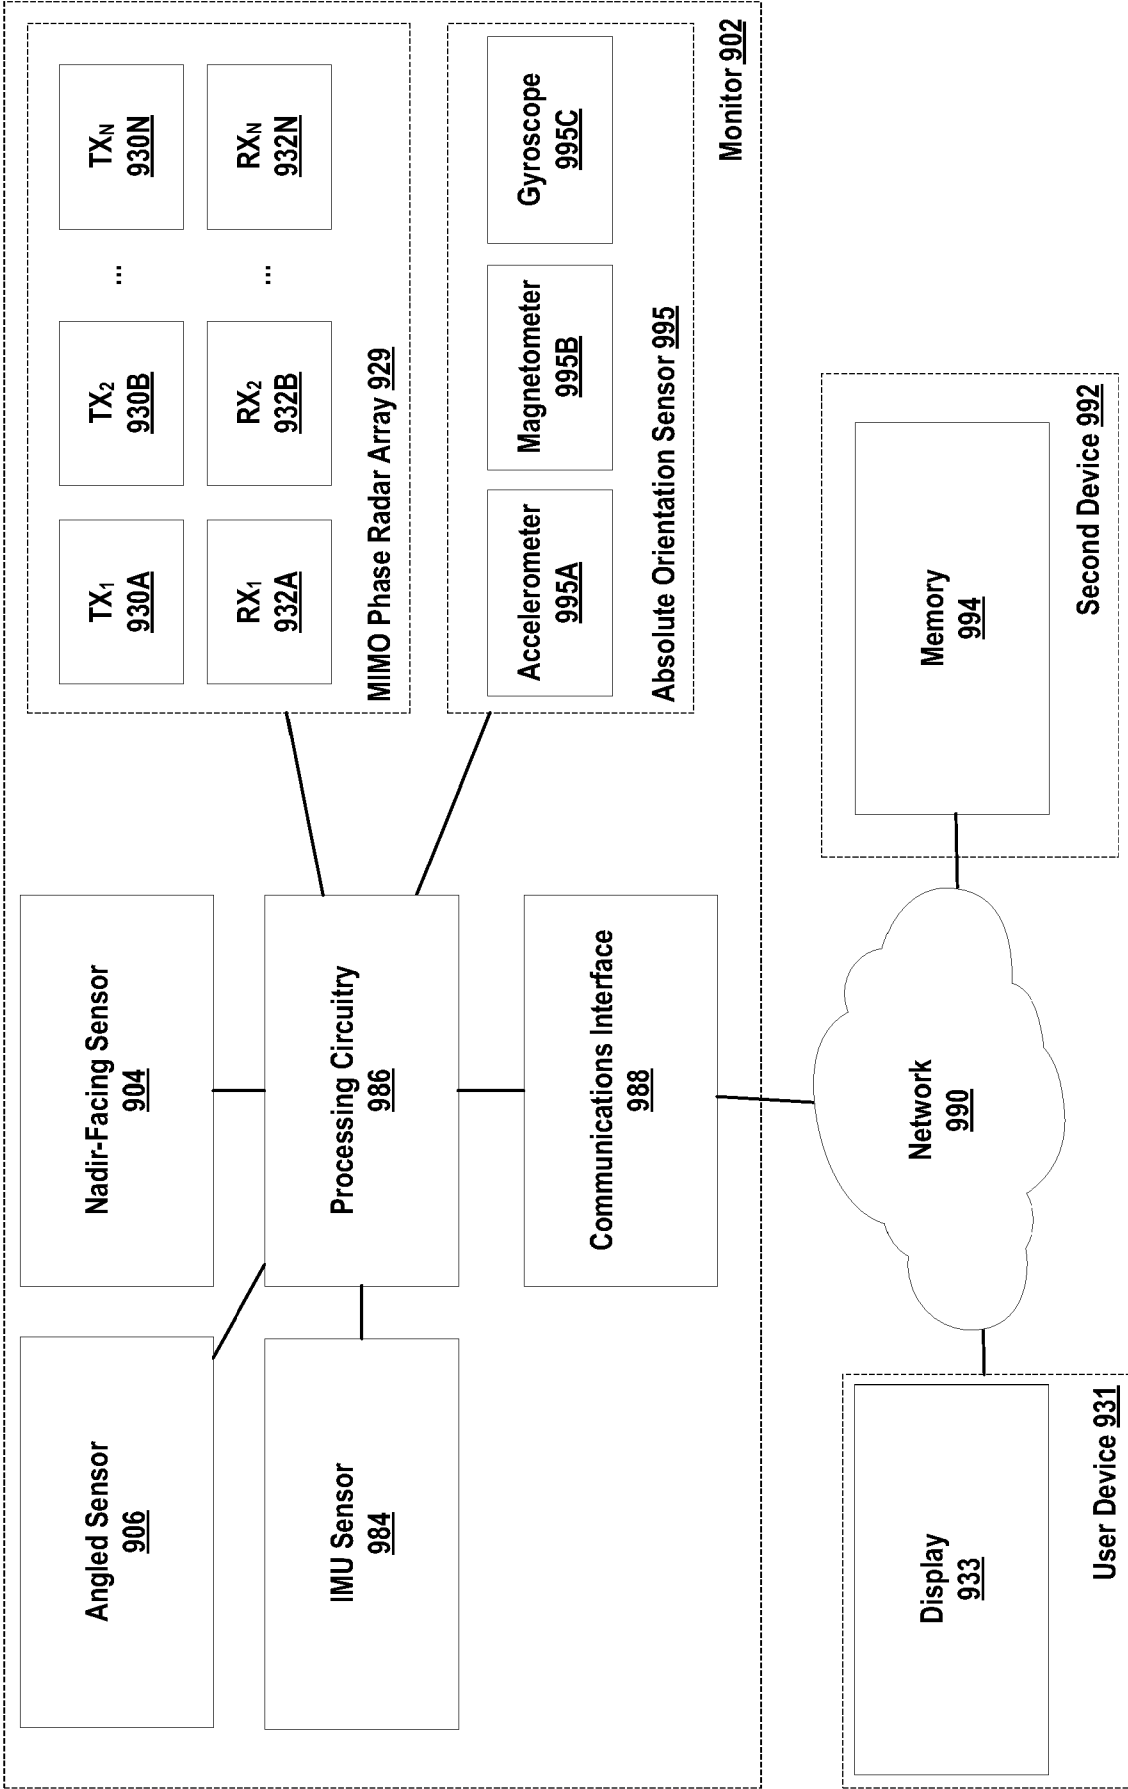 Angled Sensor
906
Nadir-Facing Sensor
904
TX1
930A
TX2
930B
...
TXN
930N
RX1
932A
RX2
932B
...
RXN
932N
MIMO Phase Radar Array 929
IMU Sensor
984
Processing Circuitry
986
Accelerometer
995A
Magnetometer
995B
Gyroscope
995C
Absolute Orientation Sensor 995
Communications Interface
988
Monitor 902
Display
933
User Device 931
Network
990
Memory
994
Second Device 992